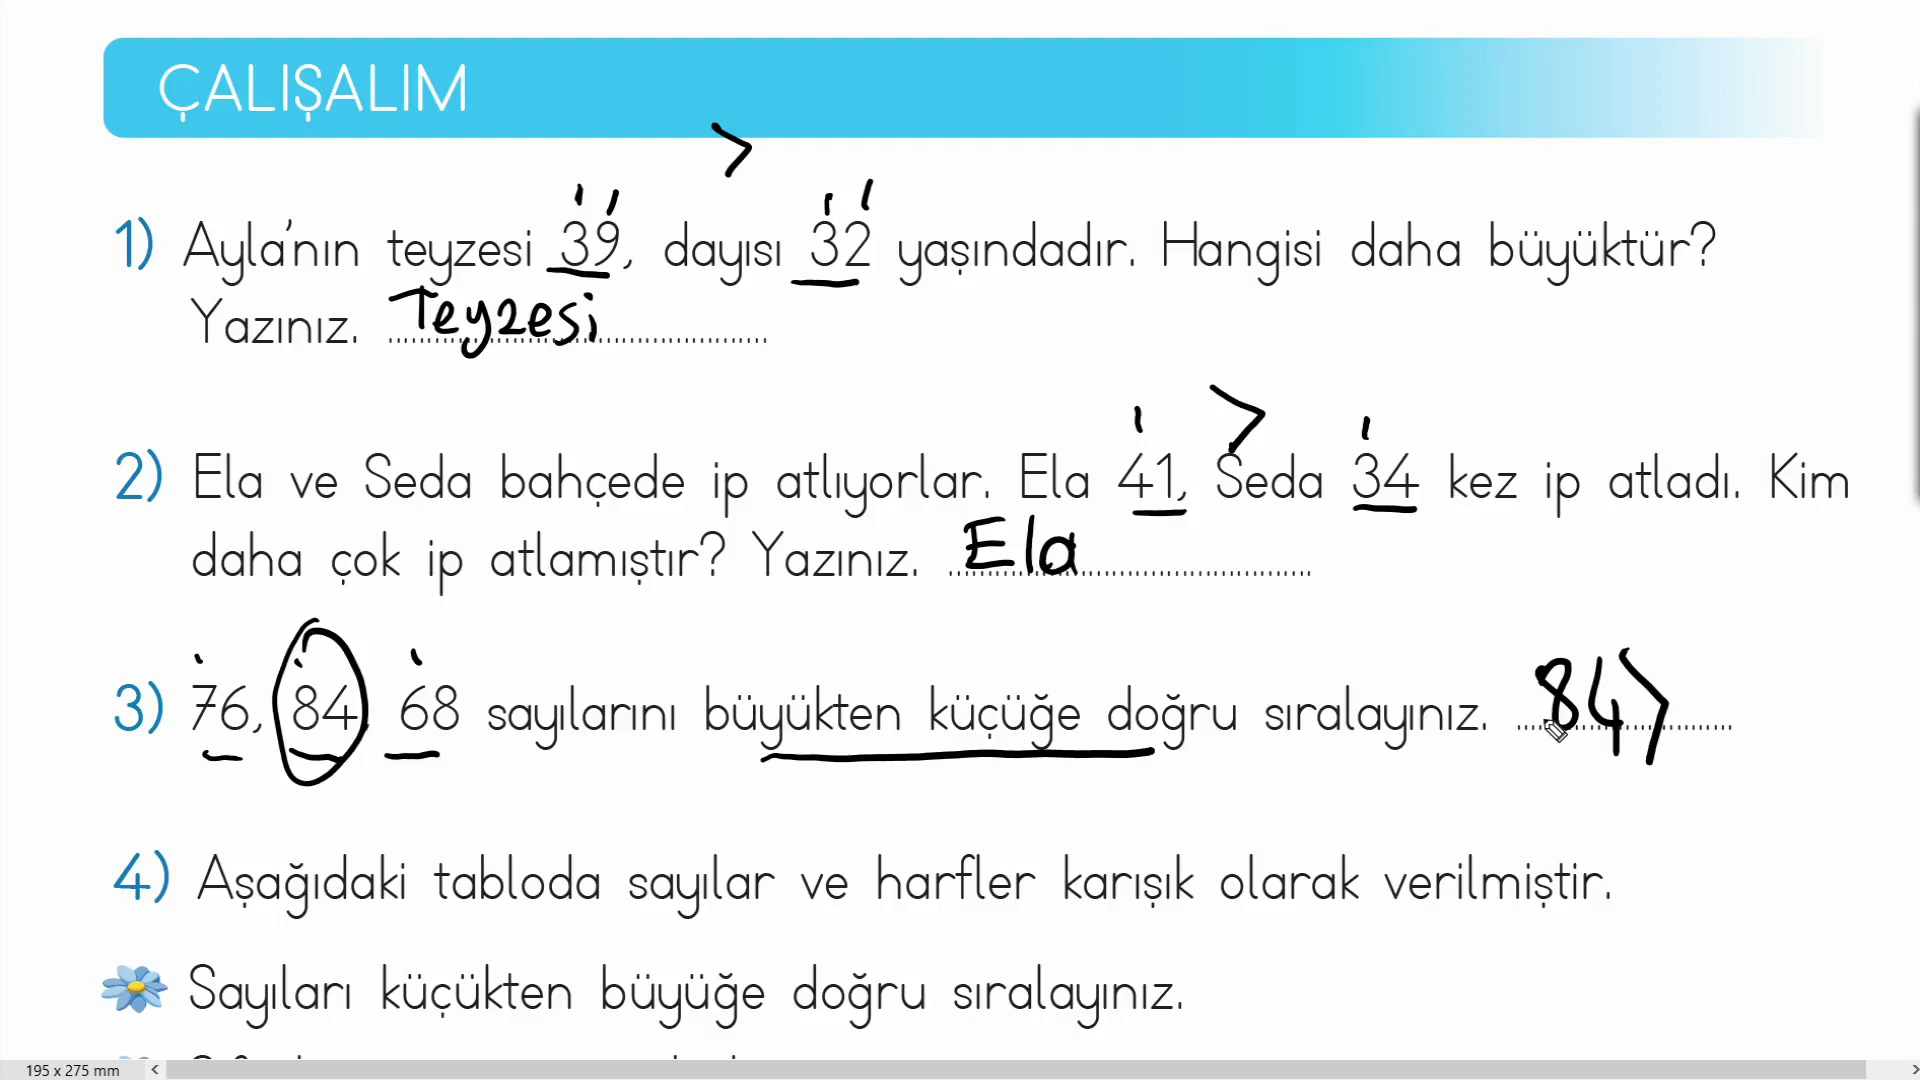 ÇALIŞALIM
>
1) Ayla'nın teyzesi 39, dayısı 32 yaşındadır. Hangisi daha büyüktür?
Yazınız. Teyzesi
>
2) Ela ve Seda bahçede ip atlıyorlar. Ela 41, Seda 34 kez ip atladı. Kim
daha çok ip atlamıştır? Yazınız. Ela
3) 76, 84, 68 sayılarını büyükten küçüğe doğru sıralayınız. 84>
4) Aşağıdaki tabloda sayılar ve harfler karışık olarak verilmiştir.
Sayıları küçükten büyüğe doğru sıralayınız.
195 x 275 mm